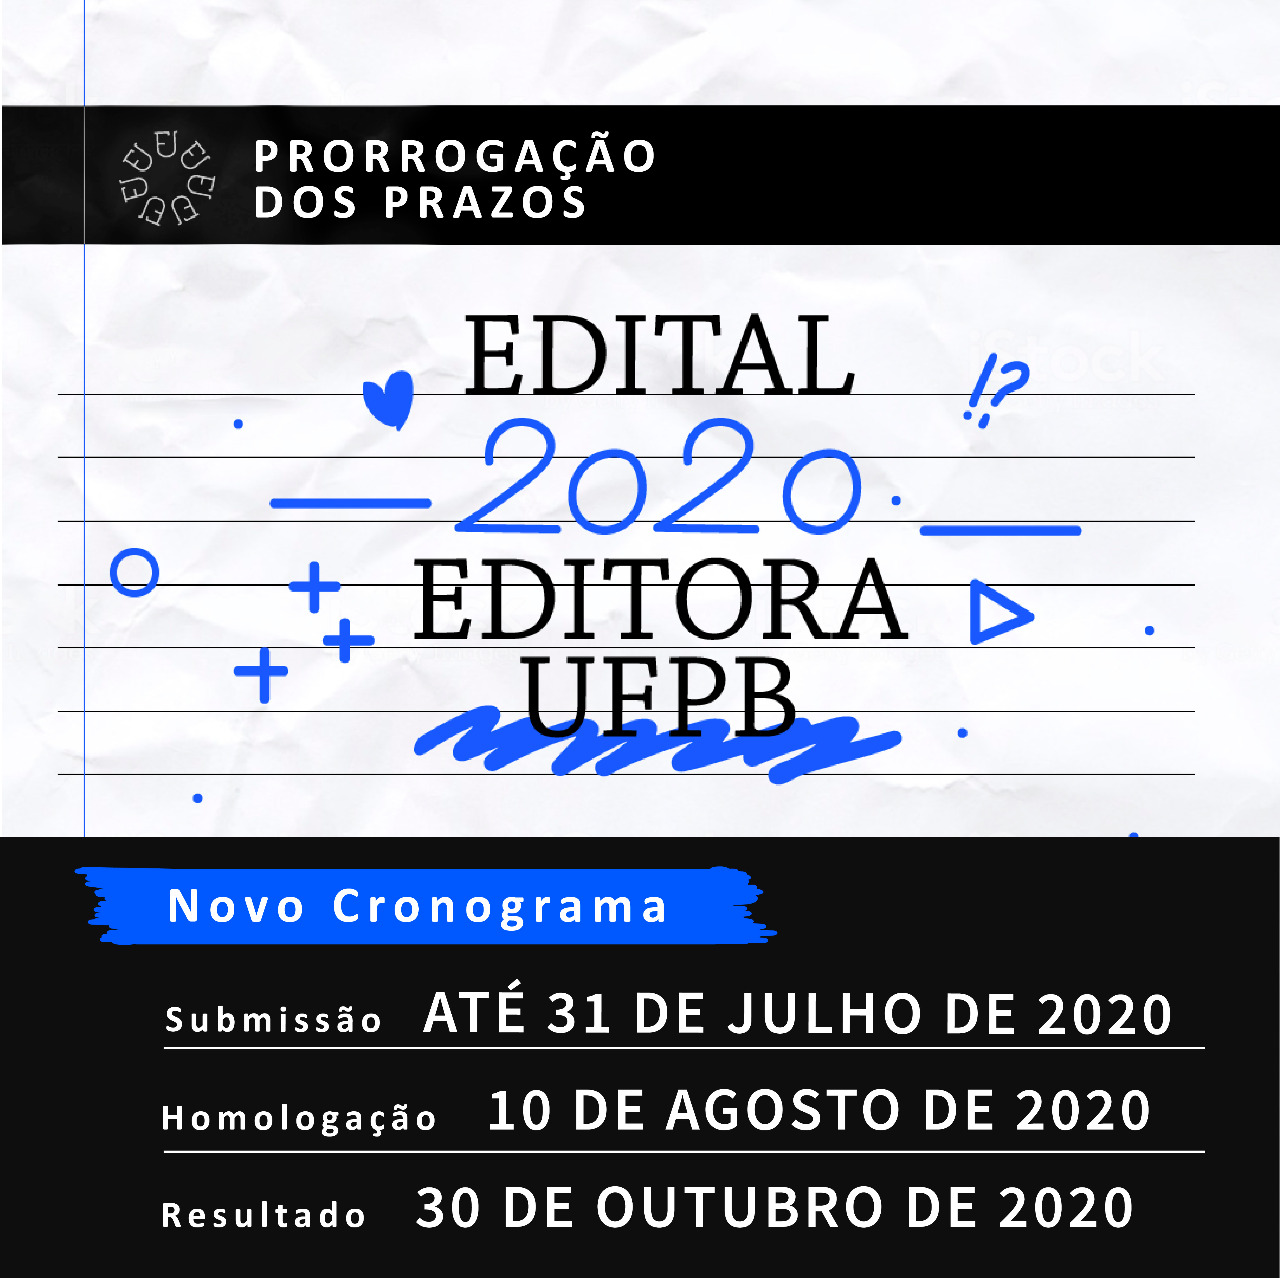 PRORROGAÇÃO
DOS PRAZOS
EDITAL
!?
2020
EDITORA
UFPB
Novo Cronograma
Submissão ATÉ 31 DE JULHO DE 2020
Homologação 10 DE AGOSTO DE 2020
Resultado 30 DE OUTUBRO DE 2020